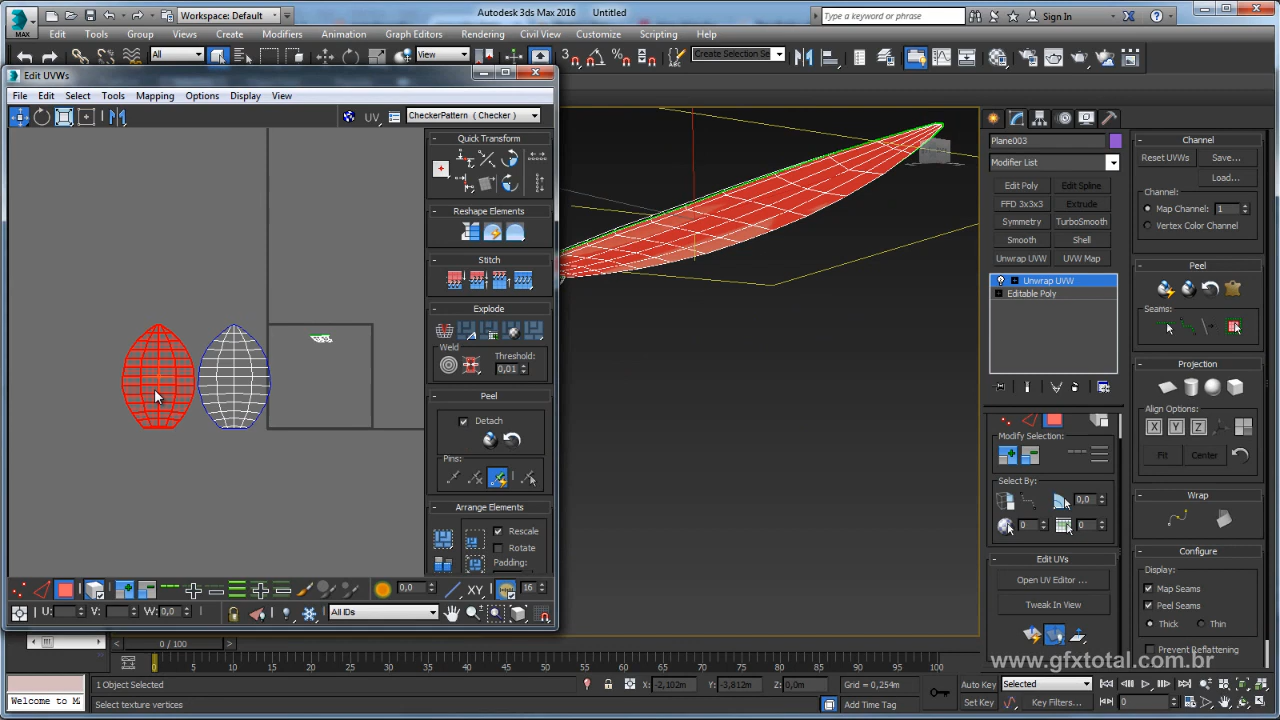 Workspace: Default
Autodesk 3ds Max 2016
Untitled
Type a keyword or phrase
Sign In
MAX
Edit Tools Group Views Create Modifiers Animation Graph Editors Rendering Civil View Customize Scripting Help
All
View
Create Selection Se
Edit UVWs
File Edit Select Tools Mapping Options Display View
UV
CheckerPattern ( Checker )
Quick Transform
Reshape Elements
Stitch
Explode
Weld
Threshold:
0,01
Peel
Detach
Pins:
Arrange Elements
Rescale
Rotate
Padding:
0,0
XY
16
U:
V:
W: 0,0
All IDs
Plane003
Modifier List
Edit Poly
Edit Spline
FFD 3x3x3
Extrude
Symmetry
TurboSmooth
Smooth
Shell
Unwrap UVW
UVW Map
Unwrap UVW
Editable Poly
Modify Selection:
Select By:
0,0
0
0
Edit UVs
Open UV Editor ...
Tweak In View
Channel
Reset UVWs
Save...
Load...
Channel:
Map Channel: 1
Vertex Color Channel
Peel
Seams:
Projection
Align Options:
X Y Z
Fit
Center
Wrap
Configure
Display:
Map Seams
Peel Seams
Thick
Thin
Prevent Reflattening
www.gfxtotal.com.br
0 / 100
0 5 10 15 20 25 30 35 40 45 50 55 60 65 70 75 80 85 90 95 100
1 Object Selected
X: -2,102m
Y: -3,812m
Z: 0,0m
Grid = 0,254m
Auto Key
Selected
Welcome to M
Select texture vertices
Add Time Tag
Set Key
Key Filters...
0